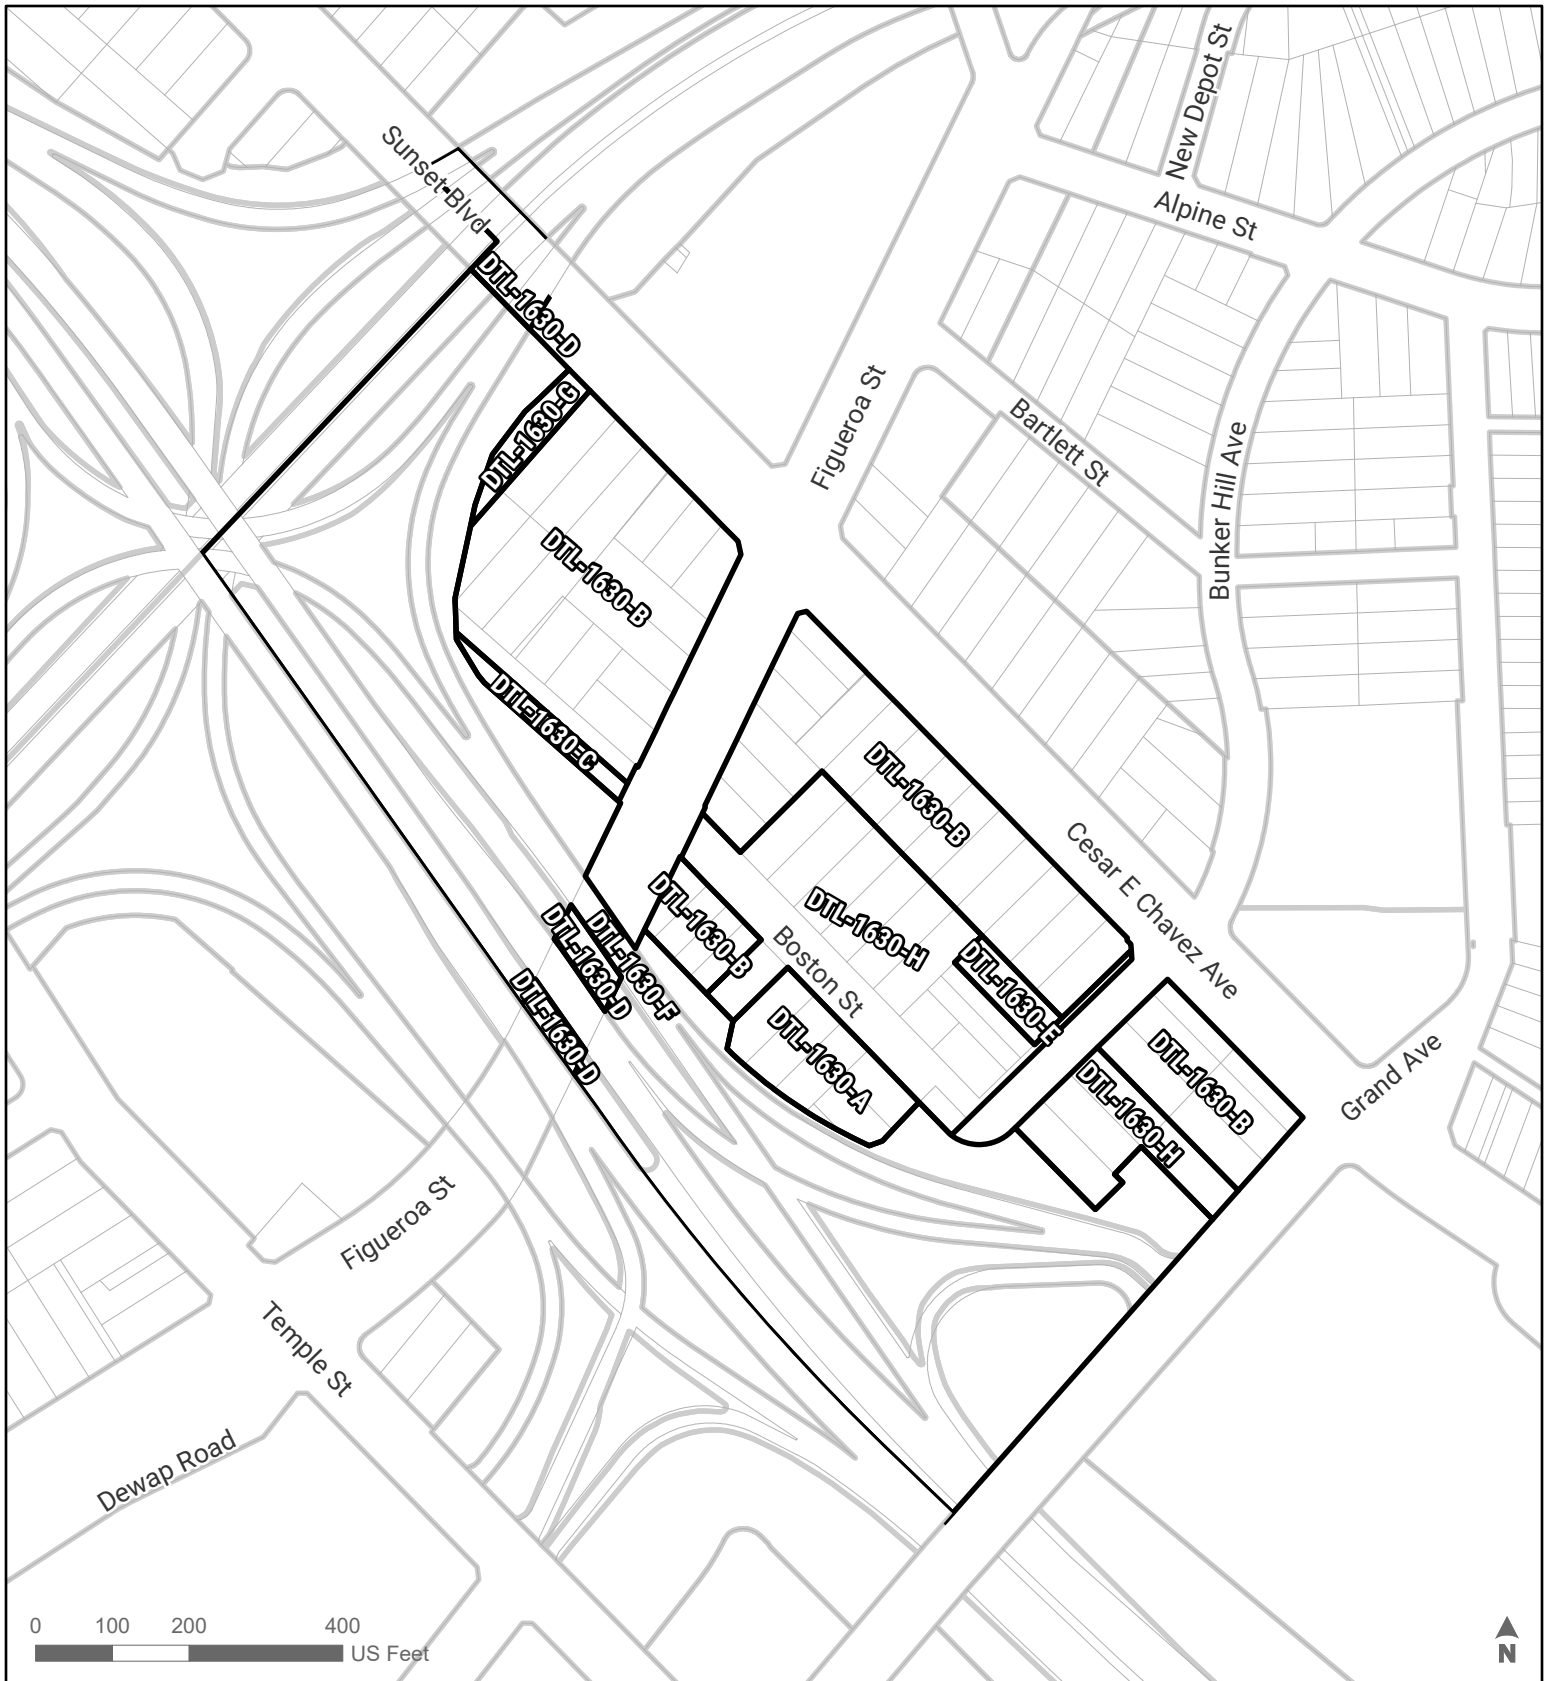 New Depot St
Sunset Blvd
Alpine St
DTL-1630-D
Figueroa St
DTL-1630-G
Bartlett St
Bunker Hill Ave
DTL-1630-B
DTL-1630-C
DTL-1630-B
Cesar E Chavez Ave
DTL-1630-B
DTL-1630-H
DTL-1630-D
DTL-1630-F
Boston St
DTL-1630-E
DTL-1630-D
DTL-1630-A
DTL-1630-B
DTL-1630-H
Grand Ave
Figueroa St
Temple St
Dewap Road
0 100 200 400
US Feet
N